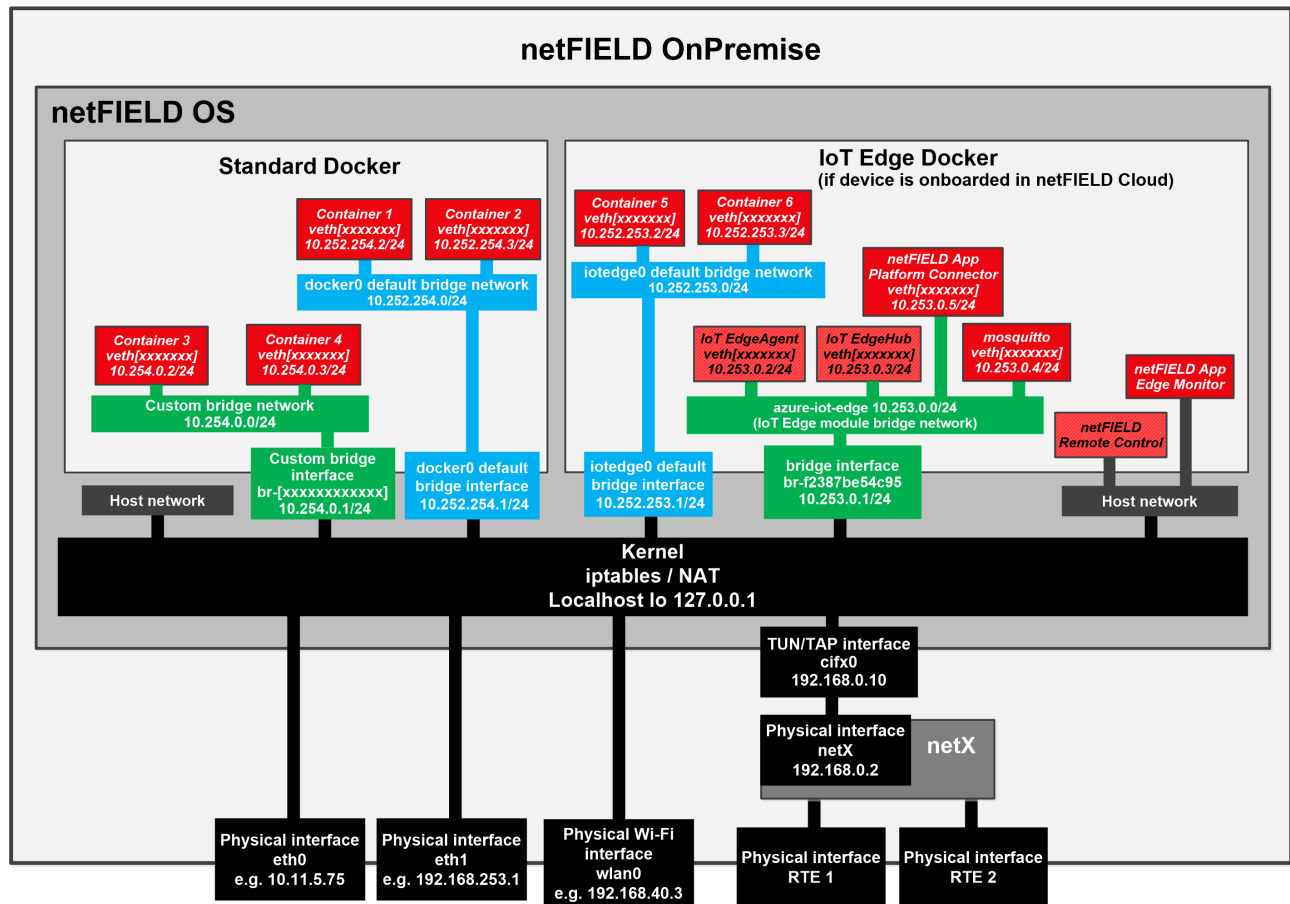 netFIELD OnPremise
netFIELD OS
Standard Docker
Container 1
veth[xxxxxxx]
10.252.254.2/24
Container 2
veth[xxxxxxx]
10.252.254.3/24
docker0 default bridge network
10.252.254.0/24
Container 3
veth[xxxxxxx]
10.254.0.2/24
Container 4
veth[xxxxxxx]
10.254.0.3/24
Custom bridge network
10.254.0.0/24
Host network
Custom bridge
interface
br-[xxxxxxxxxxxx]
10.254.0.1/24
docker0 default
bridge interface
10.252.254.1/24
IoT Edge Docker
(if device is onboarded in netFIELD Cloud)
Container 5
veth[xxxxxxx]
10.252.253.2/24
Container 6
veth[xxxxxxx]
10.252.253.3/24
iotedge0 default bridge network
10.252.253.0/24
netFIELD App
Platform Connector
veth[xxxxxxx]
10.253.0.5/24
IoT EdgeAgent
veth[xxxxxxx]
10.253.0.2/24
IoT EdgeHub
veth[xxxxxxx]
10.253.0.3/24
mosquitto
veth[xxxxxxx]
10.253.0.4/24
netFIELD App
Edge Monitor
azure-iot-edge 10.253.0.0/24
(IoT Edge module bridge network)
netFIELD
Remote Control
iotedge0 default
bridge interface
10.252.253.1/24
bridge interface
br-f2387be54c95
10.253.0.1/24
Host network
Kernel
iptables / NAT
Localhost lo 127.0.0.1
TUN/TAP interface
cifx0
192.168.0.10
Physical interface
netX
192.168.0.2
netX
Physical interface
eth0
e.g. 10.11.5.75
Physical interface
eth1
e.g. 192.168.253.1
Physical Wi-Fi
interface
wlan0
e.g. 192.168.40.3
Physical interface
RTE 1
Physical interface
RTE 2